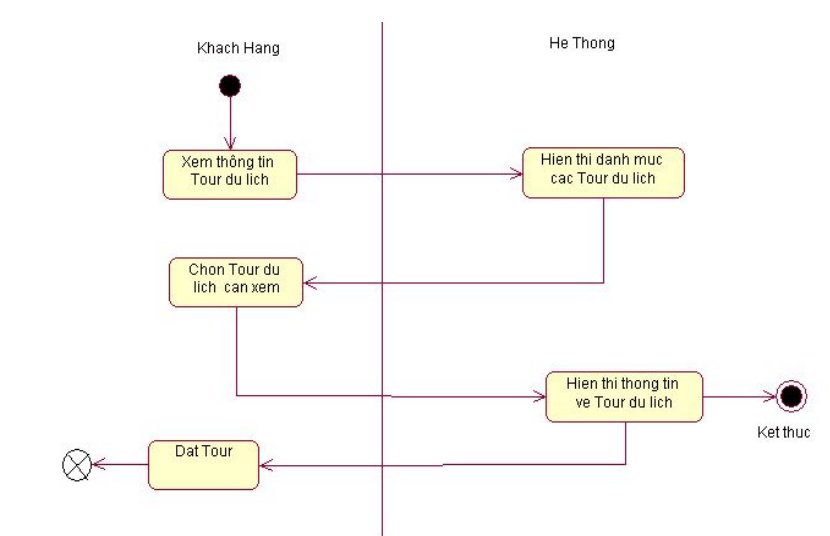 Khach Hang
He Thong
Xem thông tin
Tour du lich
Hien thi danh muc
cac Tour du lich
Chon Tour du
lich can xem
Hien thi thong tin
ve Tour du lich
Ket thuc
Dat Tour